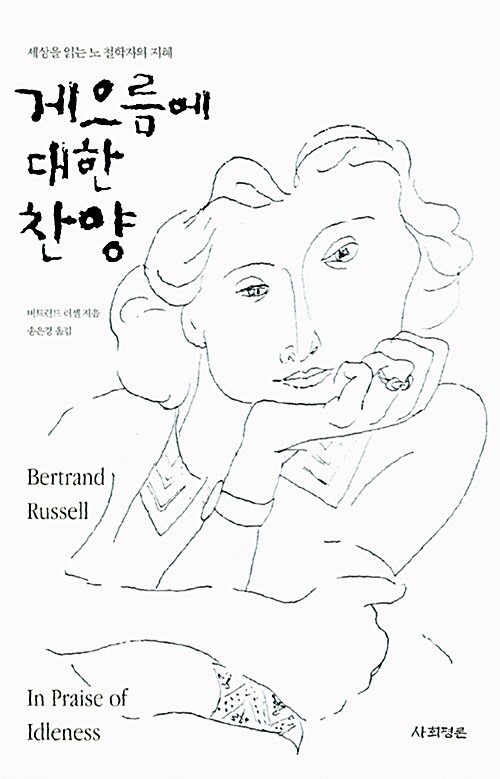 세상을 읽는 노 철학자의 지혜
게으름에
대한
찬양
버트런드 러셀 지음
송은경 옮김
Bertrand
Russell
In Praise of
Idleness
사회평론